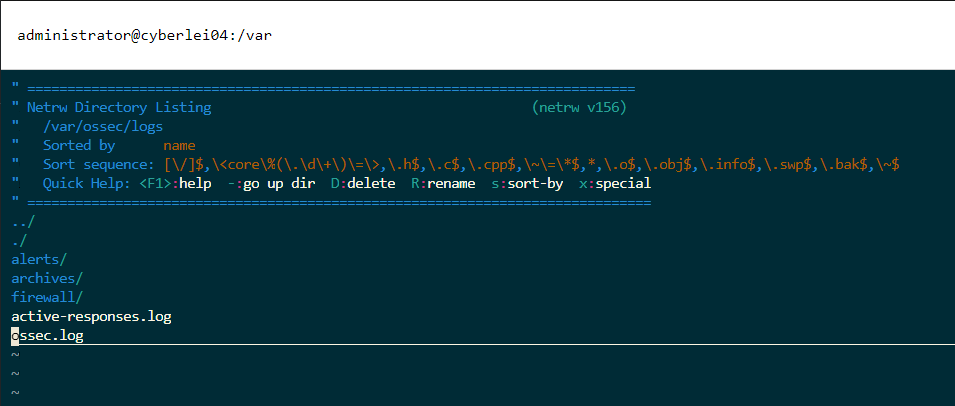 administrator@cyberlei04:/var
" ============================================================================
" Netrw Directory Listing                                        (netrw v156)
"   /var/ossec/logs
"   Sorted by      name
"   Sort sequence: [\/]$,\<core\%(\.\d\+\)\=\>,\.h$,\.c$,\.cpp$,\~\=\*$,*,\.o$,\.obj$,\.info$,\.swp$,\.bak$,\~$
"   Quick Help: <F1>:help  -:go up dir  D:delete  R:rename  s:sort-by  x:special
" ==============================================================================
../
./
alerts/
archives/
firewall/
active-responses.log
ossec.log
~
~
~